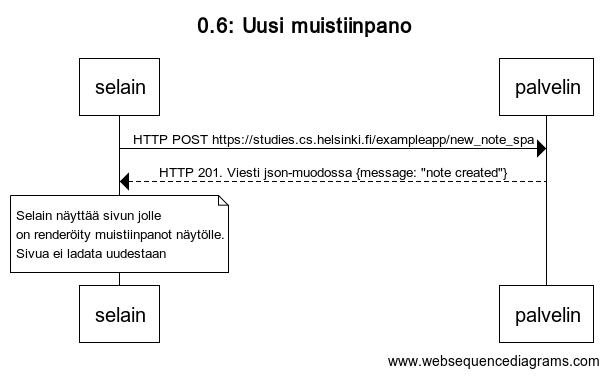 0.6: Uusi muistiinpano
selain
palvelin
HTTP POST https://studies.cs.helsinki.fi/exampleapp/new_note_spa
HTTP 201. Viesti json-muodossa {message: "note created"}
Selain näyttää sivun jolle
on renderöity muistiinpanot näytölle.
Sivua ei ladata uudestaan
selain
palvelin
www.websequencediagrams.com